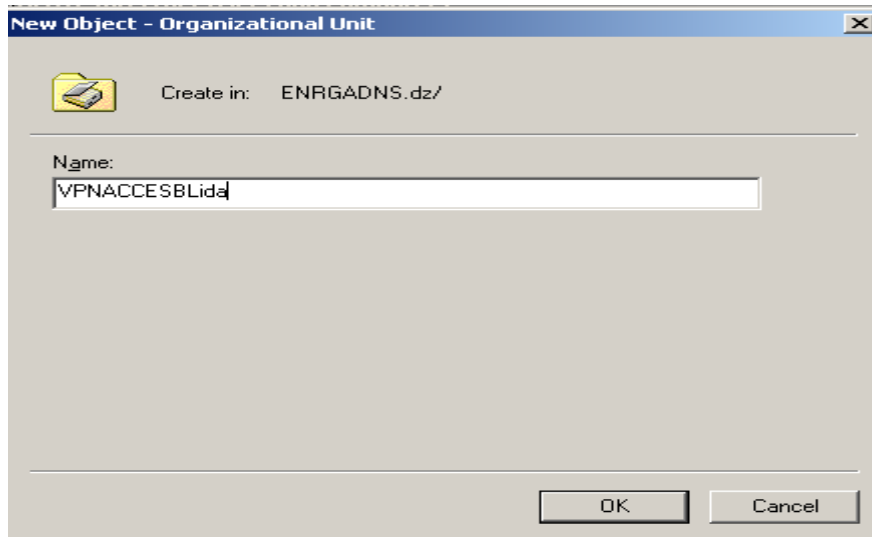 New Object - Organizational Unit
Create in: ENRGADNS.dz/
Name:
VPNACCESBLida
OK Cancel